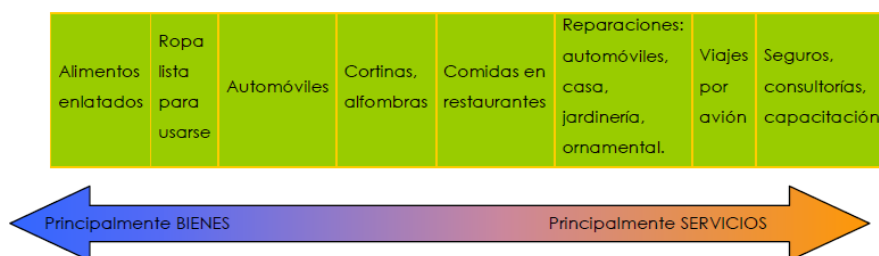 Alimentos
enlatados
Ropa
lista
para
usarse
Automóviles
Cortinas,
alfombras
Comidas en
restaurantes
Reparaciones:
automóviles,
casa,
jardinería,
ornamental.
Viajes
por
avión
Seguros,
consultorías,
capacitación
Principalmente BIENES
Principalmente SERVICIOS